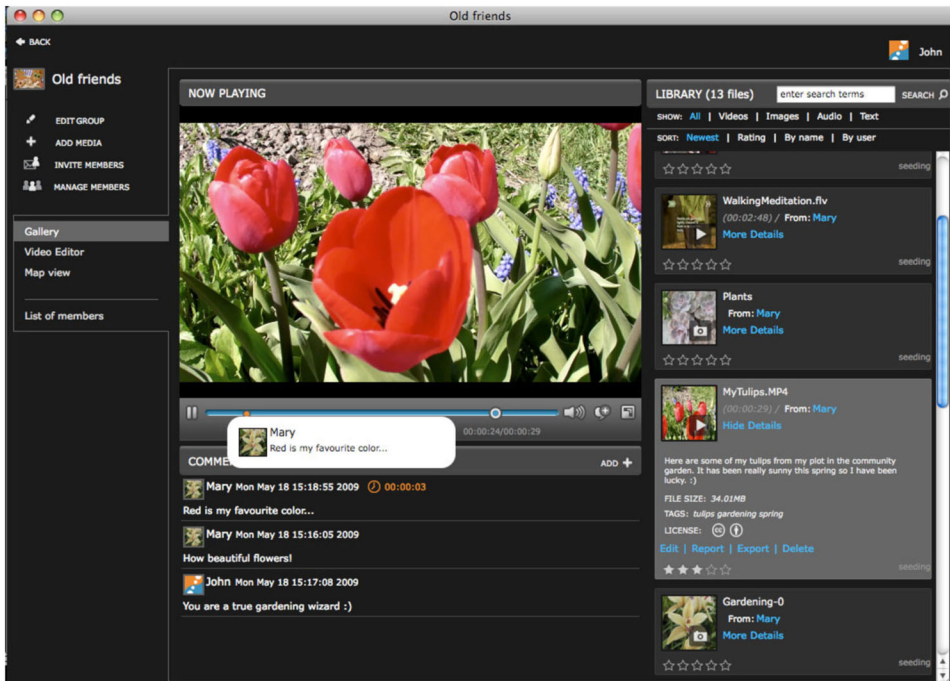 Old friends
BACK
John
Old friends
EDIT GROUP
ADD MEDIA
INVITE MEMBERS
MANAGE MEMBERS
Gallery
Video Editor
Map view
List of members
NOW PLAYING
00:00:24/00:00:29
Mary
Red is my favourite color...
COMME
ADD
Mary Mon May 18 15:18:55 2009 00:00:03
Red is my favourite color...
Mary Mon May 18 15:16:05 2009
How beautiful flowers!
John Mon May 18 15:17:08 2009
You are a true gardening wizard :)
LIBRARY (13 files) enter search terms SEARCH
SHOW: All | Videos | Images | Audio | Text
SORT: Newest | Rating | By name | By user
seeding
WalkingMeditation.flv
(00:02:48) / From: Mary
More Details
seeding
Plants
From: Mary
More Details
seeding
MyTulips.MP4
(00:00:29) / From: Mary
Hide Details
Here are some of my tulips from my plot in the community
garden. It has been really sunny this spring so I have been
lucky. :)
FILE SIZE: 34.01MB
TAGS: tulips gardening spring
LICENSE: cc
Edit | Report | Export | Delete
seeding
Gardening-0
From: Mary
More Details
seeding